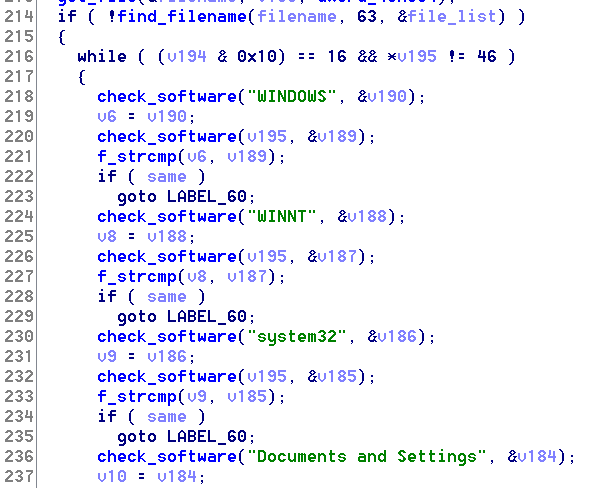 214 if ( !find_filename(filename, 63, &file_list) )
215 {
216 while ( (v194 & 0x10) == 16 && *v195 != 46 )
217 {
218 check_software("WINDOWS", &v190);
219 v6 = v190;
220 check_software(v195, &v189);
221 f_strcmp(v6, v189);
222 if ( same )
223 goto LABEL_60;
224 check_software("WINNT", &v188);
225 v8 = v188;
226 check_software(v195, &v187);
227 f_strcmp(v8, v187);
228 if ( same )
229 goto LABEL_60;
230 check_software("system32", &v186);
231 v9 = v186;
232 check_software(v195, &v185);
233 f_strcmp(v9, v185);
234 if ( same )
235 goto LABEL_60;
236 check_software("Documents and Settings", &v184);
237 v10 = v184;